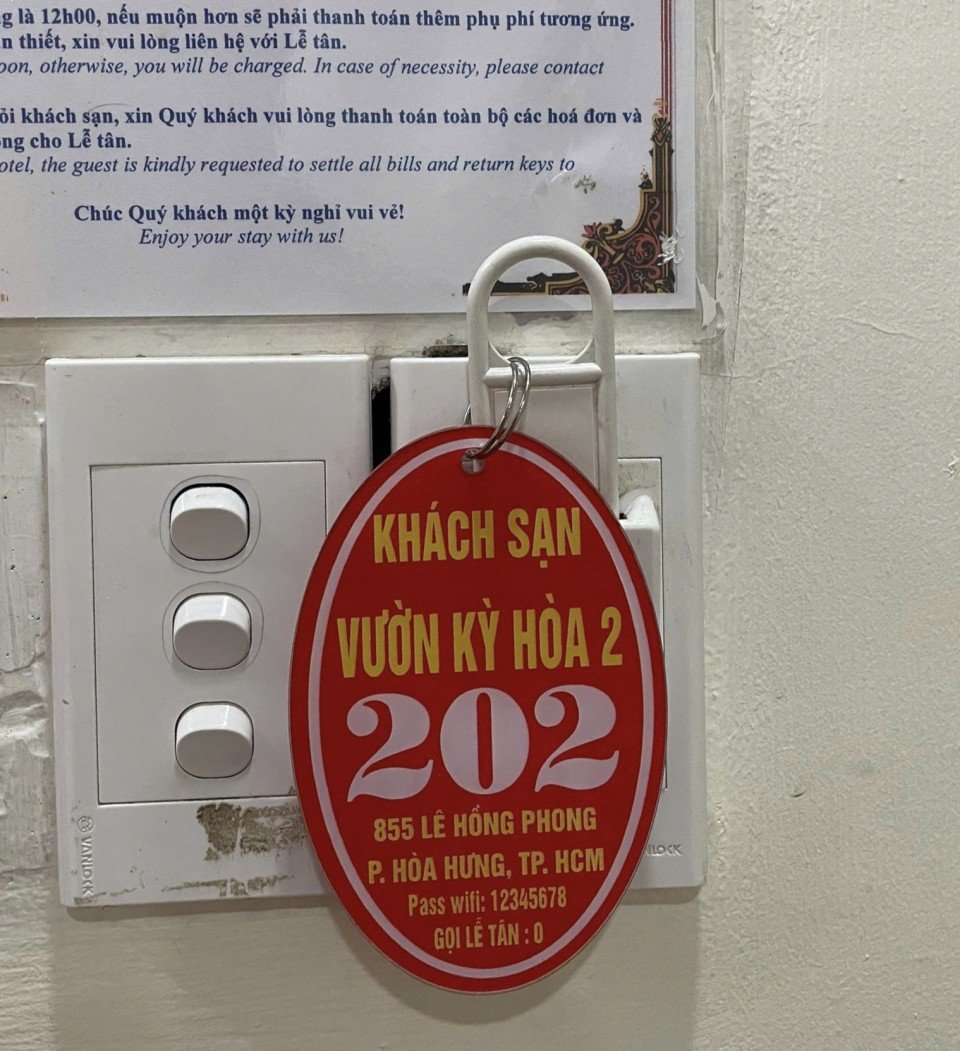 g là 12h00, nếu muộn hơn sẽ phải thanh toán thêm phụ phí tương ứng.
n thiết, xin vui lòng liên hệ với Lễ tân.
oon, otherwise, you will be charged. In case of necessity, please contact
ỏi khách sạn, xin Quý khách vui lòng thanh toán toàn bộ các hoá đơn và
ng cho Lễ tân.
otel, the guest is kindly requested to settle all bills and return keys to
Chúc Quý khách một kỳ nghỉ vui vẻ!
Enjoy your stay with us!
KHÁCH SẠN
VƯỜN KỲ HÒA 2
202
855 LÊ HỒNG PHONG
P. HÒA HƯNG, TP. HCM
Pass wifi: 12345678
GỌI LỄ TÂN : 0